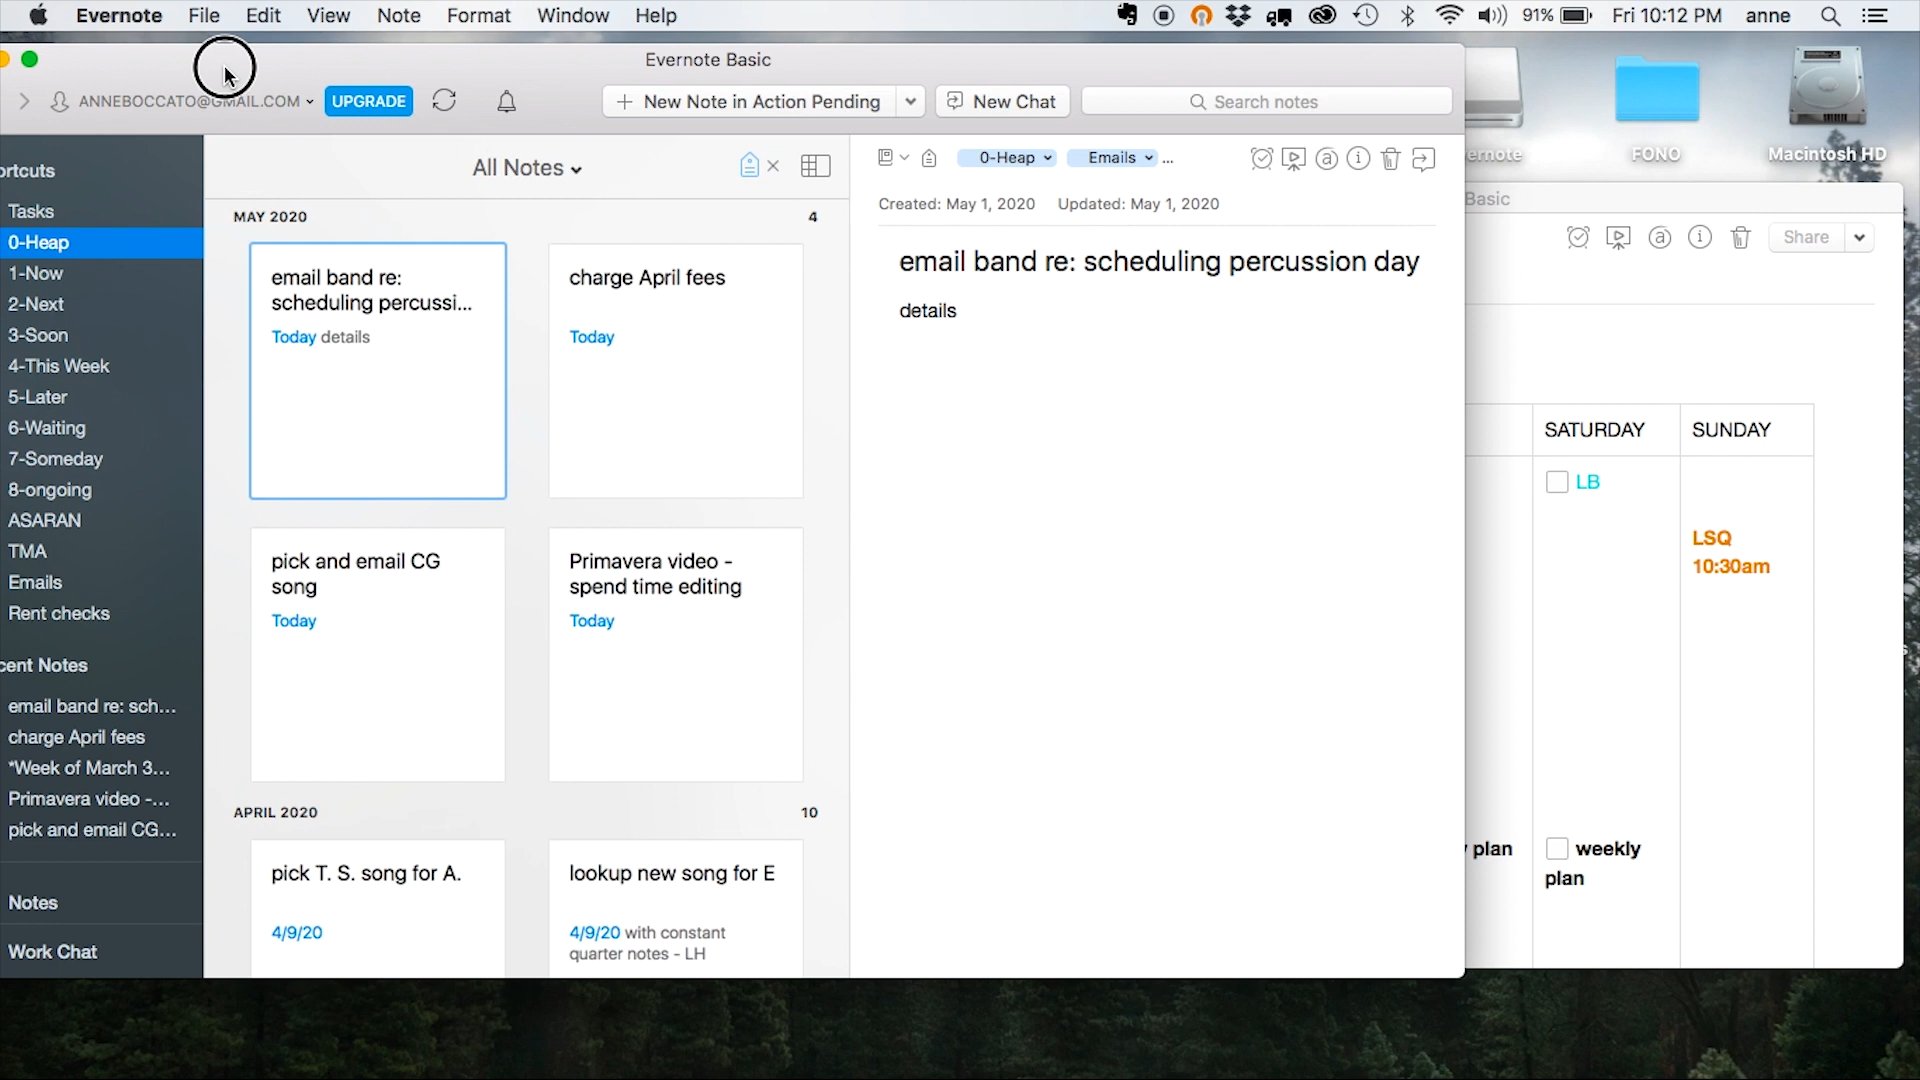 Evernote File Edit View Note Format Window Help
91% Fri 10:12 PM anne
Evernote Basic
ANNEBOCCATO@GMAIL.COM UPGRADE
+ New Note in Action Pending New Chat Search notes
ortcuts
Tasks
0-Heap
1-Now
2-Next
3-Soon
4-This Week
5-Later
6-Waiting
7-Someday
8-ongoing
ASARAN
TMA
Emails
Rent checks
cent Notes
email band re: sch...
charge April fees
*Week of March 3...
Primavera video -...
pick and email CG...
Notes
Work Chat
All Notes
MAY 2020 4
email band re:
scheduling percussi...
Today details
charge April fees
Today
pick and email CG
song
Today
Primavera video -
spend time editing
Today
APRIL 2020 10
pick T. S. song for A.
4/9/20
lookup new song for E
4/9/20 with constant
quarter notes - LH
0-Heap Emails ...
Created: May 1, 2020 Updated: May 1, 2020
email band re: scheduling percussion day
details
ernote
FONO
Macintosh HD
Basic
Share
SATURDAY SUNDAY
LB
LSQ
10:30am
plan
weekly
plan